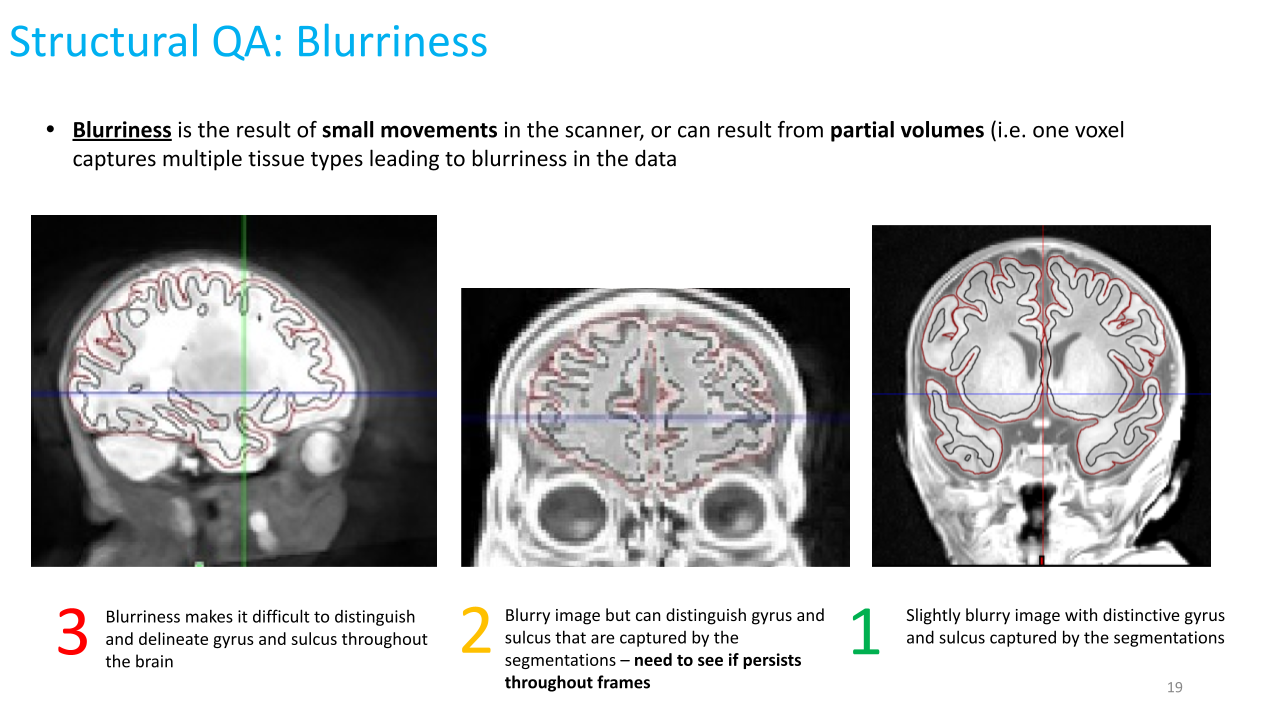 Structural QA: Blurriness
• Blurriness is the result of small movements in the scanner, or can result from partial volumes (i.e. one voxel
captures multiple tissue types leading to blurriness in the data
3
Blurriness makes it difficult to distinguish
and delineate gyrus and sulcus throughout
the brain
2
Blurry image but can distinguish gyrus and
sulcus that are captured by the
segmentations – need to see if persists
throughout frames
1
Slightly blurry image with distinctive gyrus
and sulcus captured by the segmentations
19